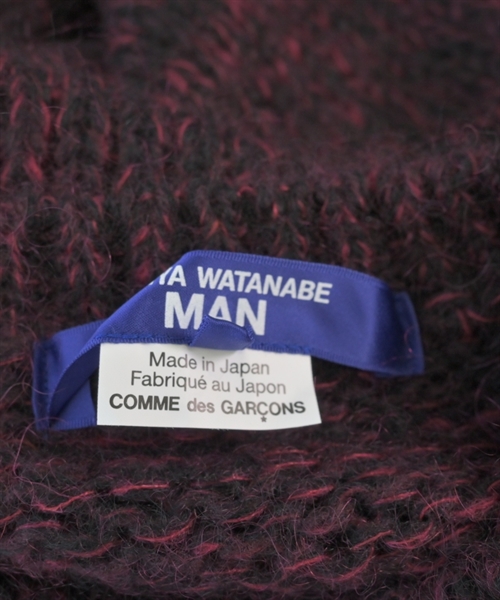 YA WATANABE
MAN
Made in Japan
Fabriqué au Japon
COMME des GARÇONS